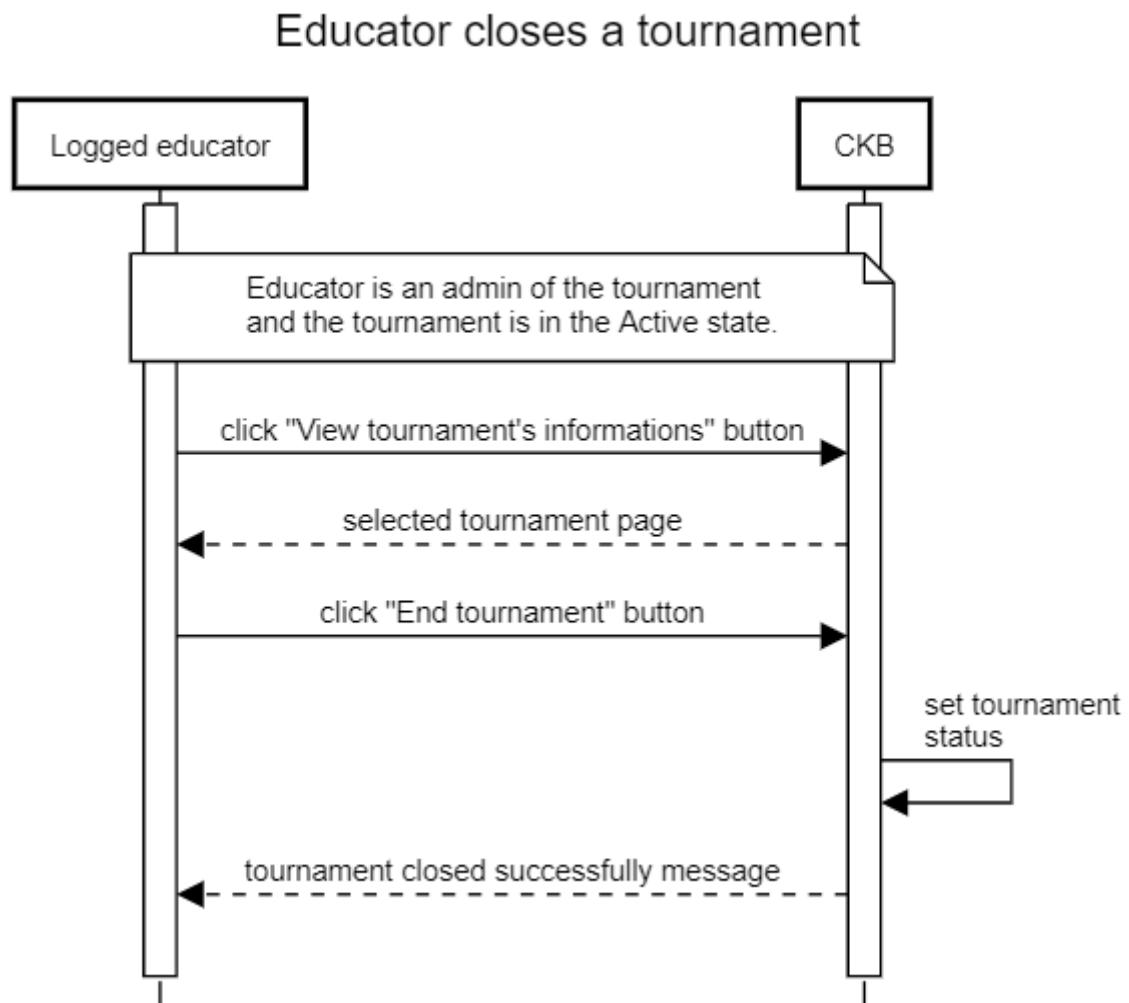 Educator closes a tournament
Logged educator
CKB
Educator is an admin of the tournament
and the tournament is in the Active state.
click "View tournament's informations" button
selected tournament page
click "End tournament" button
set tournament
status
tournament closed successfully message